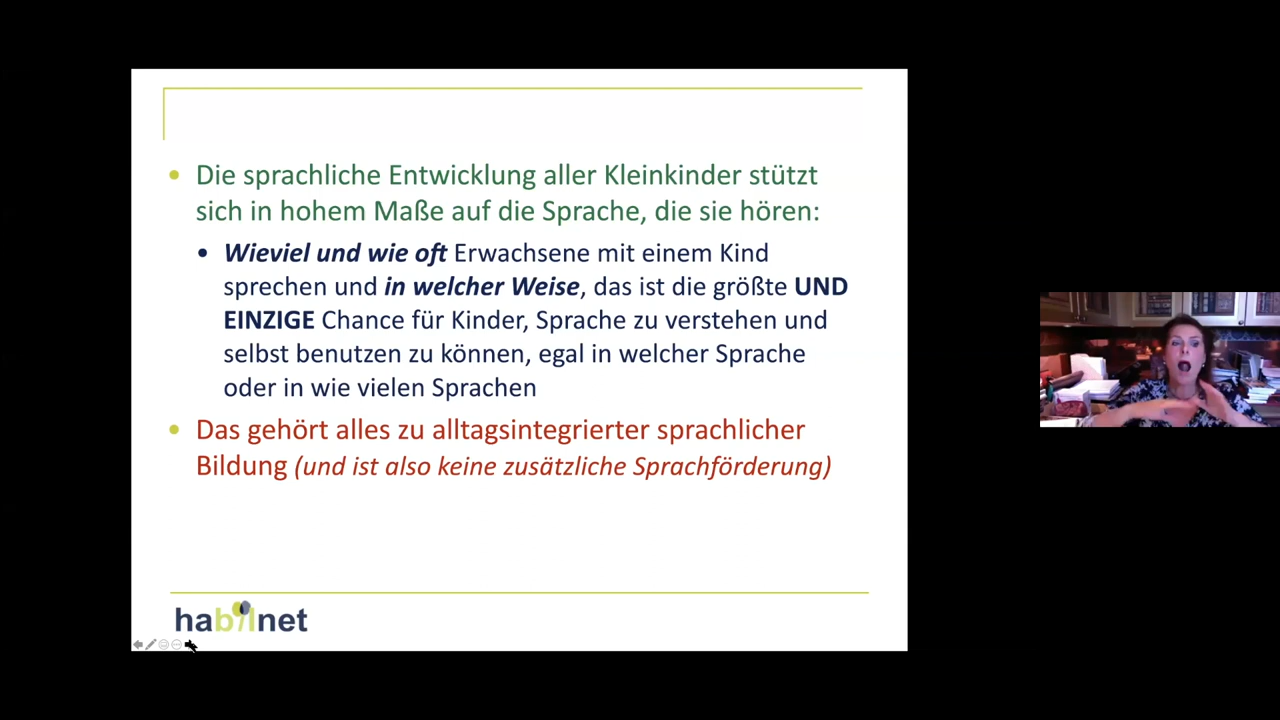 Die sprachliche Entwicklung aller Kleinkinder stützt
sich in hohem Maße auf die Sprache, die sie hören:
Wieviel und wie oft Erwachsene mit einem Kind
sprechen und in welcher Weise, das ist die größte UND
EINZIGE Chance für Kinder, Sprache zu verstehen und
selbst benutzen zu können, egal in welcher Sprache
oder in wie vielen Sprachen
Das gehört alles zu alltagsintegrierter sprachlicher
Bildung (und ist also keine zusätzliche Sprachförderung)
habilnet